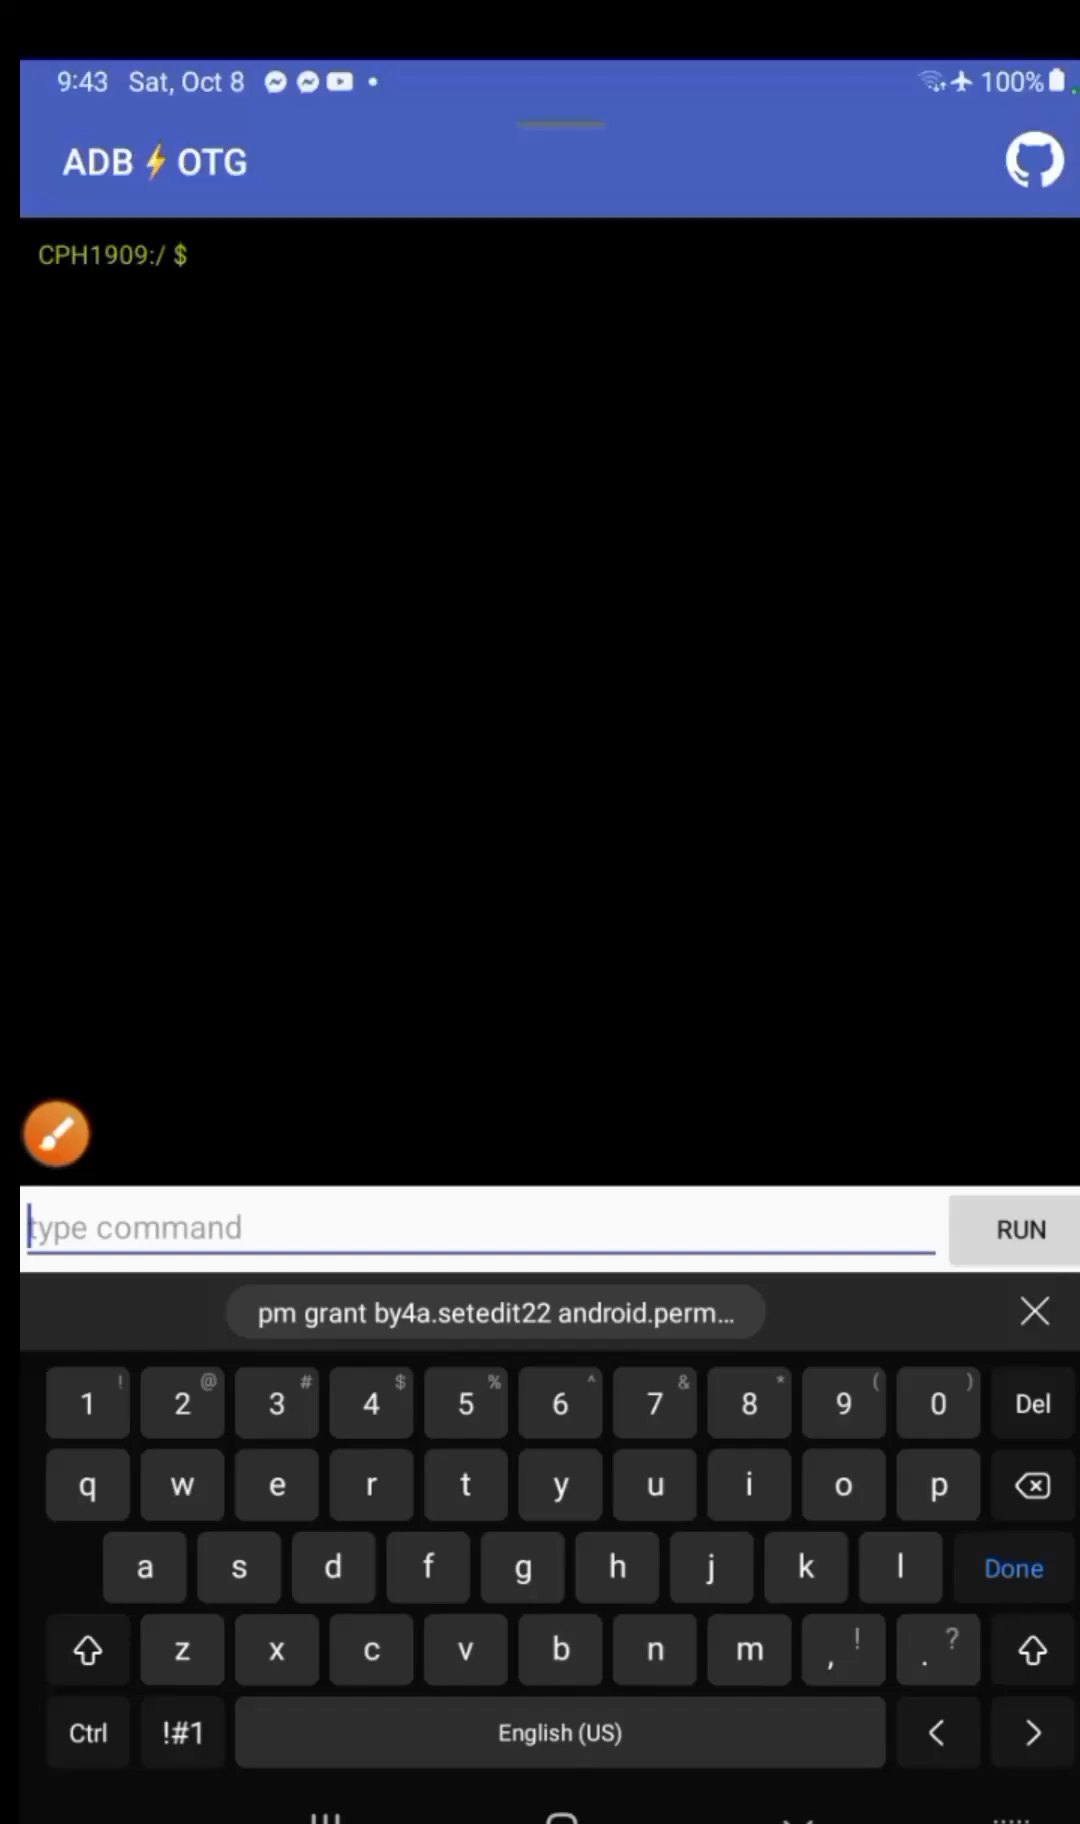 9:43 Sat, Oct 8 100%
ADB⚡OTG
CPH1909:/ $
type command
RUN
pm grant by4a.setedit22 android.perm...
1 ! 2 @ 3 # 4 $ 5 % 6 ^ 7 & 8 * 9 ( 0 ) Del
q w e r t y u i o p
a s d f g h j k l Done
z x c v b n m , ! . ?
Ctrl !#1 English (US) < >